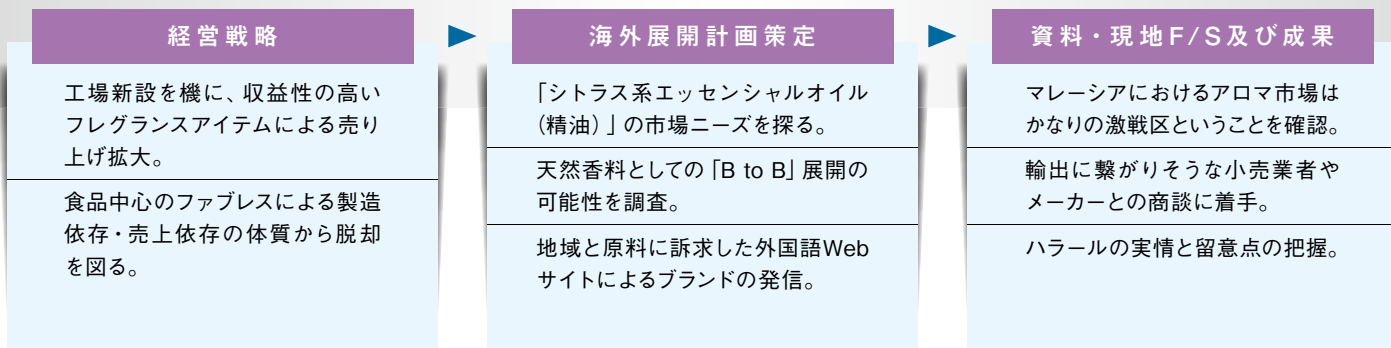 経営戦略
工場新設を機に、収益性の高い
フレグランスアイテムによる売り
上げ拡大。
食品中心のファブレスによる製造
依存・売上依存の体質から脱却
を図る。
海外展開計画策定
「シトラス系エッセンシャルオイル
（精油）」の市場ニーズを探る。
天然香料としての「B to B」展開の
可能性を調査。
地域と原料に訴求した外国語Web
サイトによるブランドの発信。
資料・現地F/S及び成果
マレーシアにおけるアロマ市場は
かなりの激戦区ということを確認。
輸出に繋がりそうな小売業者や
メーカーとの商談に着手。
ハラールの実情と留意点の把握。